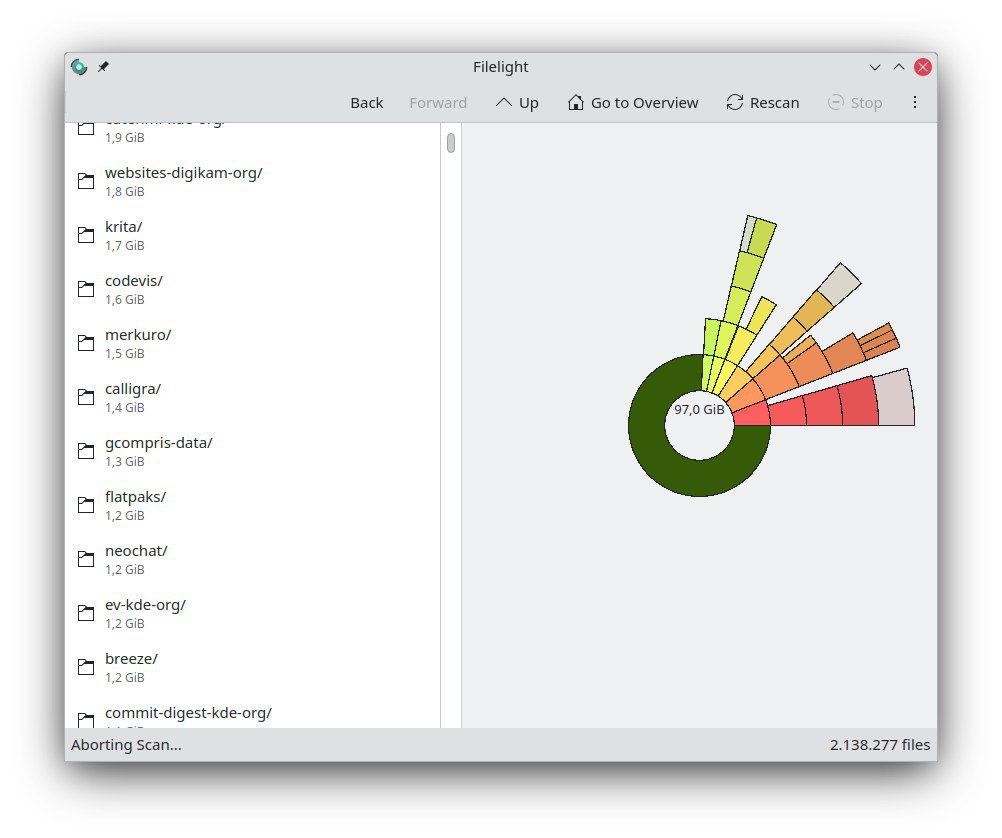 Filelight
Back Forward Up Go to Overview Rescan Stop
1,9 GiB
websites-digikam-org/
1,8 GiB
krita/
1,7 GiB
codevis/
1,6 GiB
merkuro/
1,5 GiB
calligra/
1,4 GiB
gcompris-data/
1,3 GiB
flatpaks/
1,2 GiB
neochat/
1,2 GiB
ev-kde-org/
1,2 GiB
breeze/
1,2 GiB
commit-digest-kde-org/
97,0 GiB
Aborting Scan...
2.138.277 files